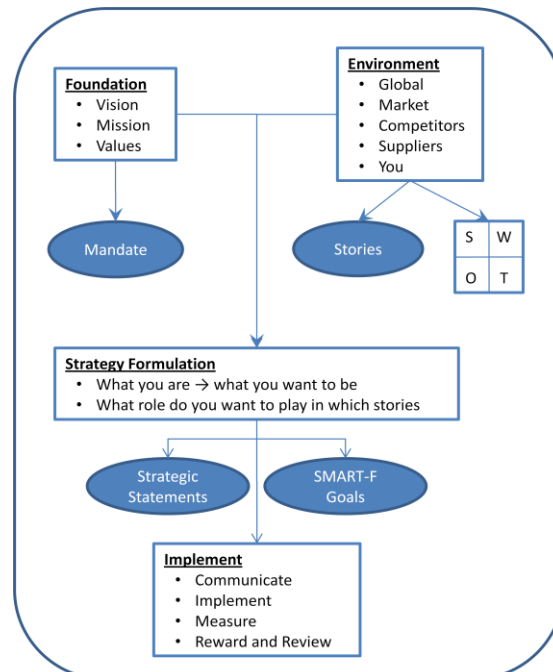 Foundation
• Vision
• Mission
• Values
Environment
• Global
• Market
• Competitors
• Suppliers
• You
Mandate
Stories
S W
O T
Strategy Formulation
• What you are → what you want to be
• What role do you want to play in which stories
Strategic
Statements
SMART-F
Goals
Implement
• Communicate
• Implement
• Measure
• Reward and Review